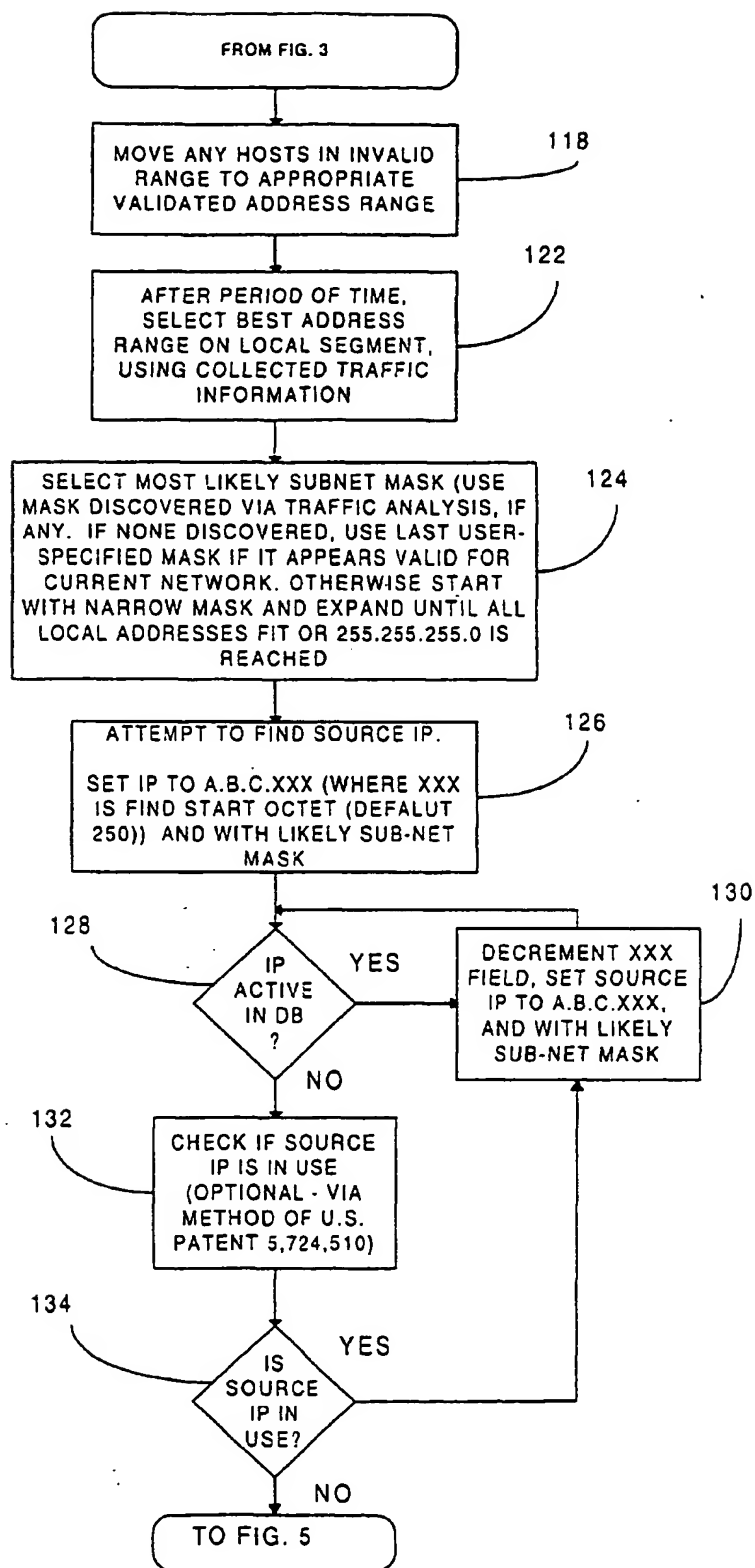 FROM FIG. 3
MOVE ANY HOSTS IN INVALID
RANGE TO APPROPRIATE
VALIDATED ADDRESS RANGE
118
AFTER PERIOD OF TIME,
SELECT BEST ADDRESS
RANGE ON LOCAL SEGMENT,
USING COLLECTED TRAFFIC
INFORMATION
122
SELECT MOST LIKELY SUBNET MASK (USE
MASK DISCOVERED VIA TRAFFIC ANALYSIS, IF
ANY. IF NONE DISCOVERED, USE LAST USER-
SPECIFIED MASK IF IT APPEARS VALID FOR
CURRENT NETWORK. OTHERWISE START
WITH NARROW MASK AND EXPAND UNTIL ALL
LOCAL ADDRESSES FIT OR 255.255.255.0 IS
REACHED
124
ATTEMPT TO FIND SOURCE IP.
SET IP TO A.B.C.XXX (WHERE XXX
IS FIND START OCTET (DEFALUT
250)) AND WITH LIKELY SUB-NET
MASK
126
128
IP
ACTIVE
IN DB
?
YES
NO
DECREMENT XXX
FIELD, SET SOURCE
IP TO A.B.C.XXX,
AND WITH LIKELY
SUB-NET MASK
130
132
CHECK IF SOURCE
IP IS IN USE
(OPTIONAL - VIA
METHOD OF U.S.
PATENT 5,724,510)
134
IS
SOURCE
IP IN
USE?
YES
NO
TO FIG. 5